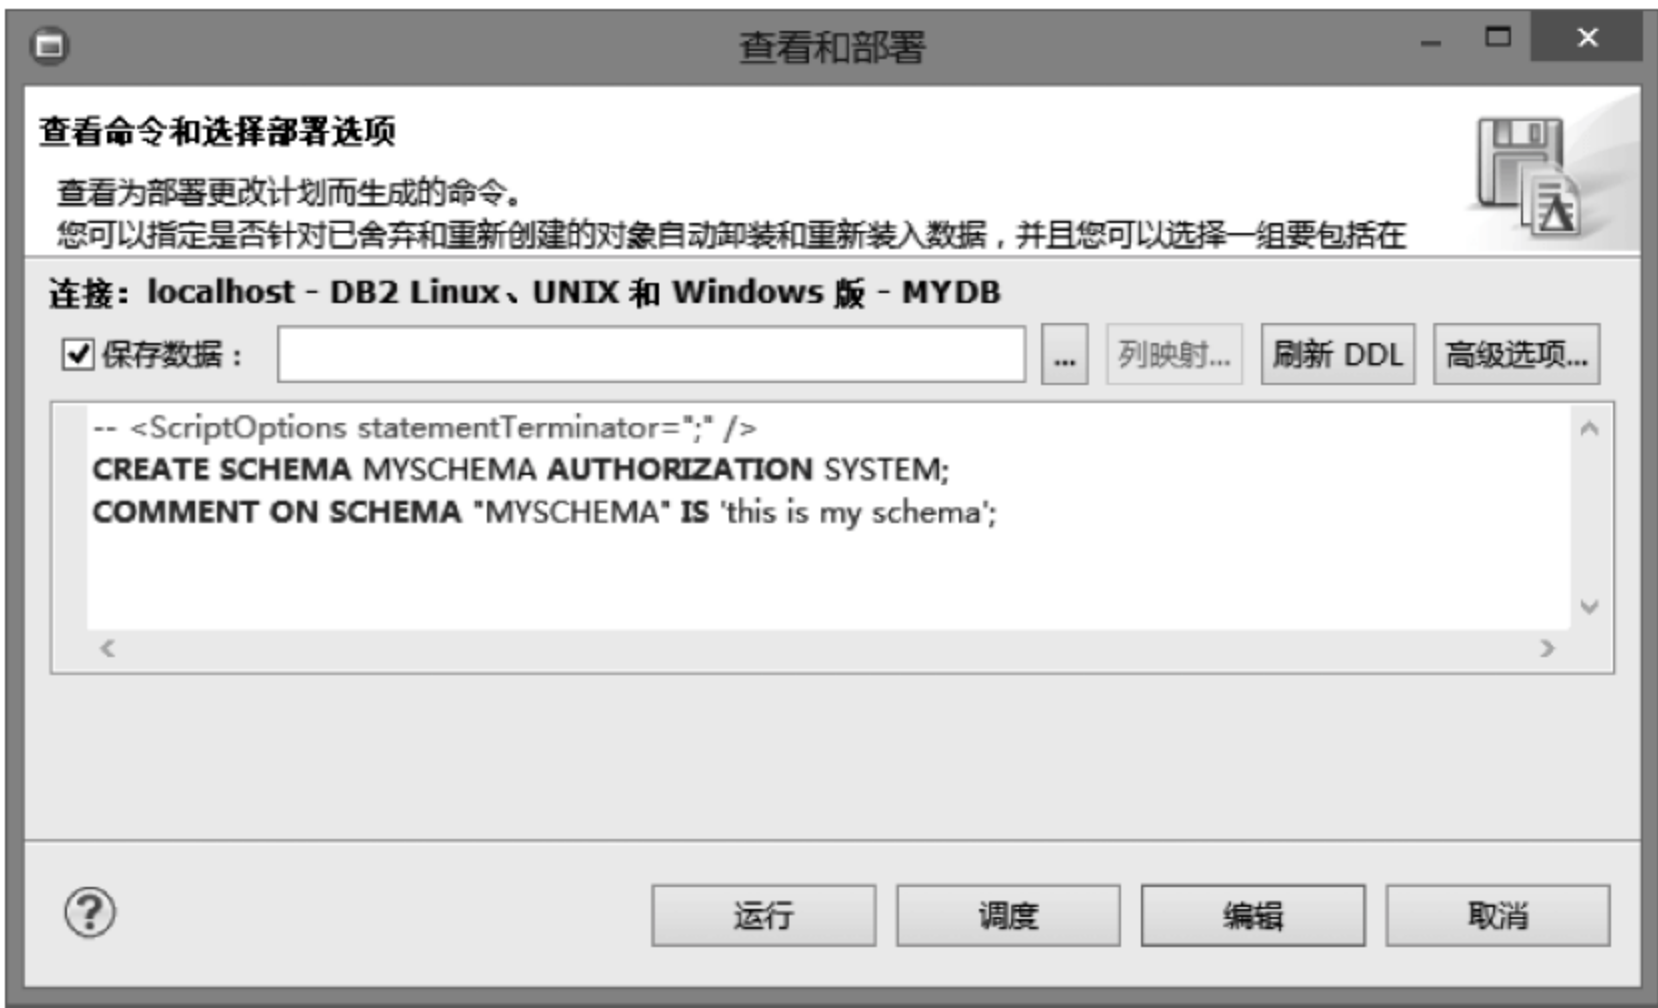 查看和部署
查看命令和选择部署选项
查看为部署更改计划而生成的命令。
您可以指定是否针对已舍弃和重新创建的对象自动卸装和重新装入数据，并且您可以选择一组要包括在
连接：localhost - DB2 Linux、UNIX 和 Windows 版 - MYDB
保存数据： ... 列映射... 刷新 DDL 高级选项...
-- <ScriptOptions statementTerminator=";" />
CREATE SCHEMA MYSCHEMA AUTHORIZATION SYSTEM;
COMMENT ON SCHEMA "MYSCHEMA" IS 'this is my schema';
? 运行 调度 编辑 取消